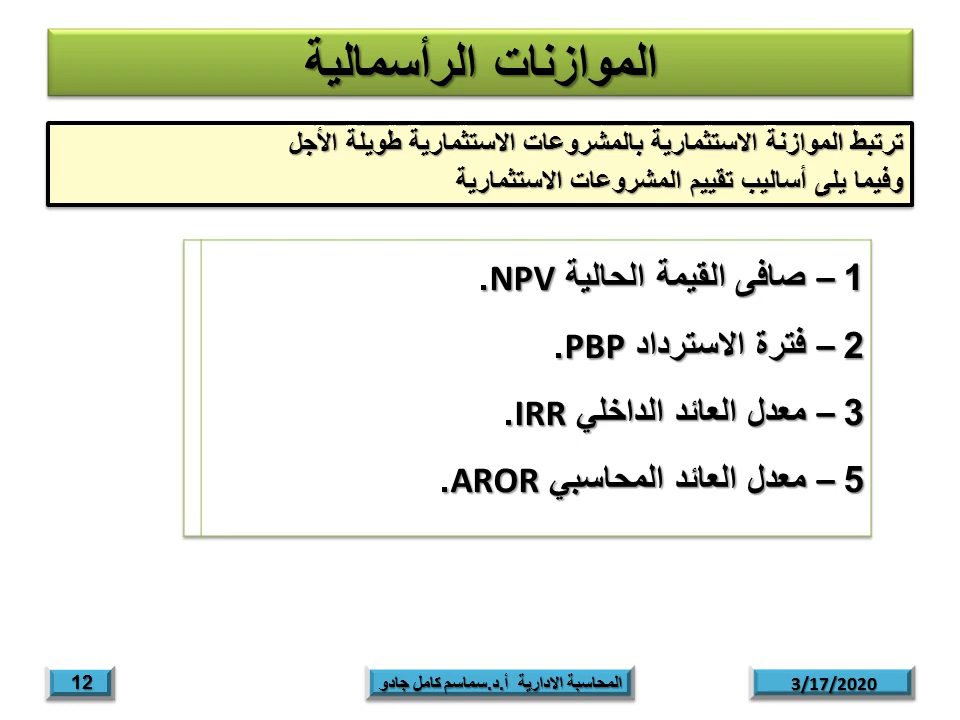 الموازنات الرأسمالية
ترتبط الموازنة الاستثمارية بالمشروعات الاستثمارية طويلة الأجل
وفيما يلى أساليب تقييم المشروعات الاستثمارية
1 – صافى القيمة الحالية NPV.
2 – فترة الاسترداد PBP.
3 – معدل العائد الداخلي IRR.
5 – معدل العائد المحاسبي AROR.
12
المحاسبة الادارية أ.د.سماسم كامل جادو
3/17/2020